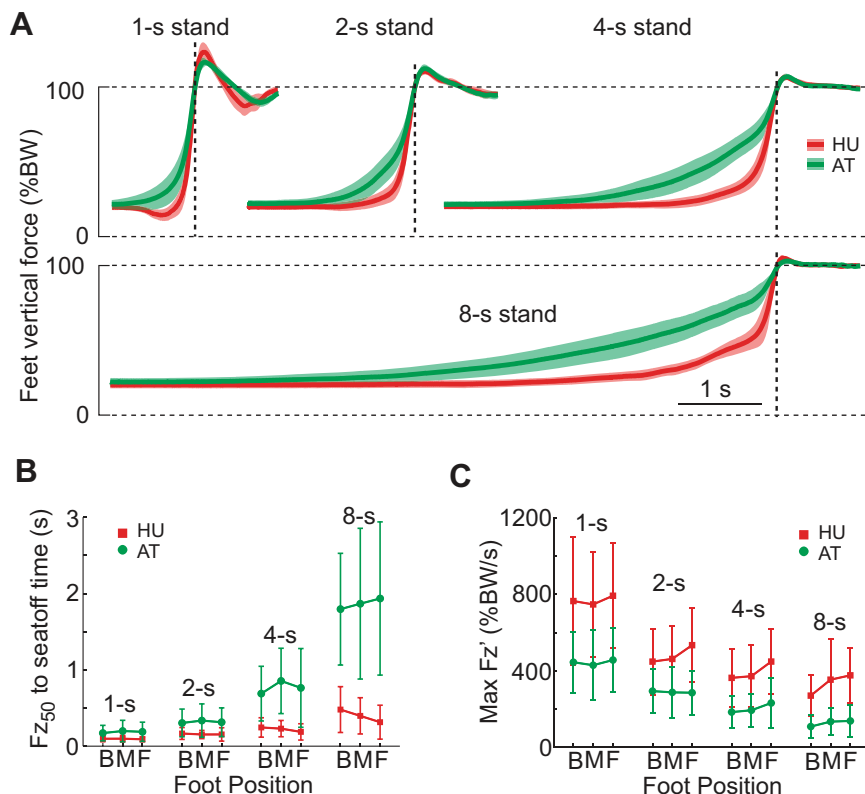 A
1-s stand 2-s stand 4-s stand
Feet vertical force (%BW)
100
0
HU
AT
100
0
8-s stand
1 s
B
HU
AT
Fz50 to seatoff time (s)
3
2
1
0
1-s 2-s 4-s 8-s
BMF BMF BMF BMF
Foot Position
C
HU
AT
Max Fz' (%BW/s)
1200
800
400
0
1-s 2-s 4-s 8-s
BMF BMF BMF BMF
Foot Position